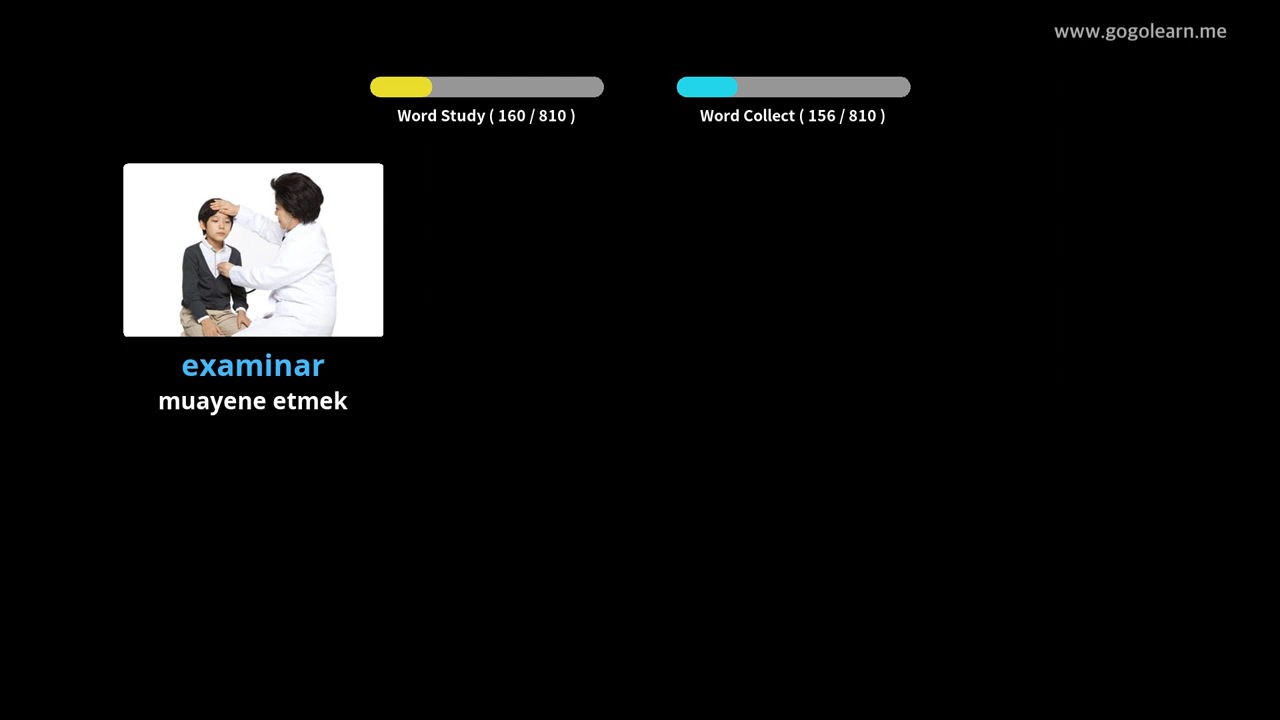 www.gogolearn.me
Word Study ( 160 / 810 )
Word Collect ( 156 / 810 )
examinar
muayene etmek